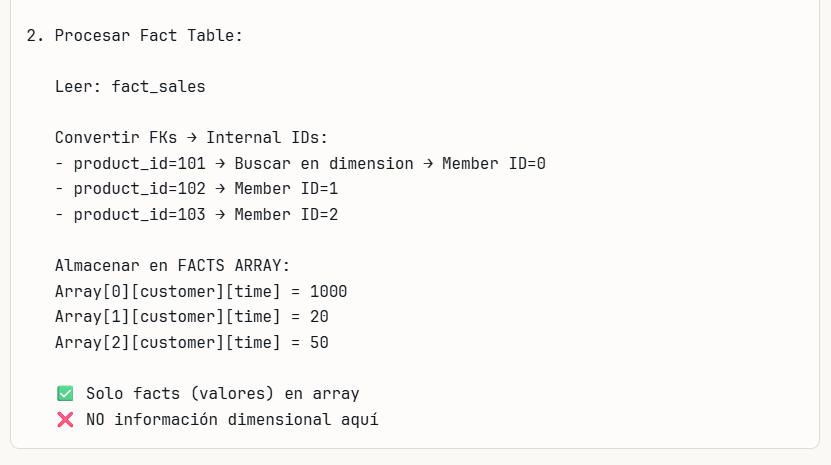 2. Procesar Fact Table:
Leer: fact_sales
Convertir FKs → Internal IDs:
- product_id=101 → Buscar en dimension → Member ID=0
- product_id=102 → Member ID=1
- product_id=103 → Member ID=2
Almacenar en FACTS ARRAY:
Array[0][customer][time] = 1000
Array[1][customer][time] = 20
Array[2][customer][time] = 50
✅ Solo facts (valores) en array
❌ NO información dimensional aquí